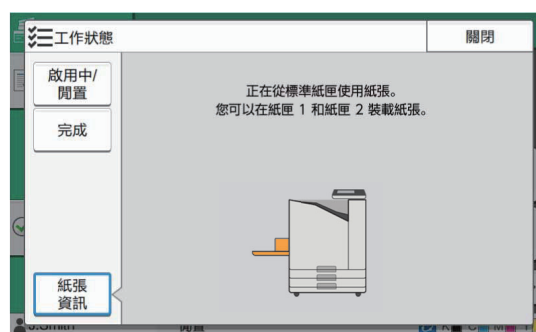 工作狀態
關閉
啟用中/
閒置
完成
正在從標準紙匣使用紙張。
您可以在紙匣 1 和紙匣 2 裝載紙張。
紙張
資訊
J.Smith
閒置
K C M Y